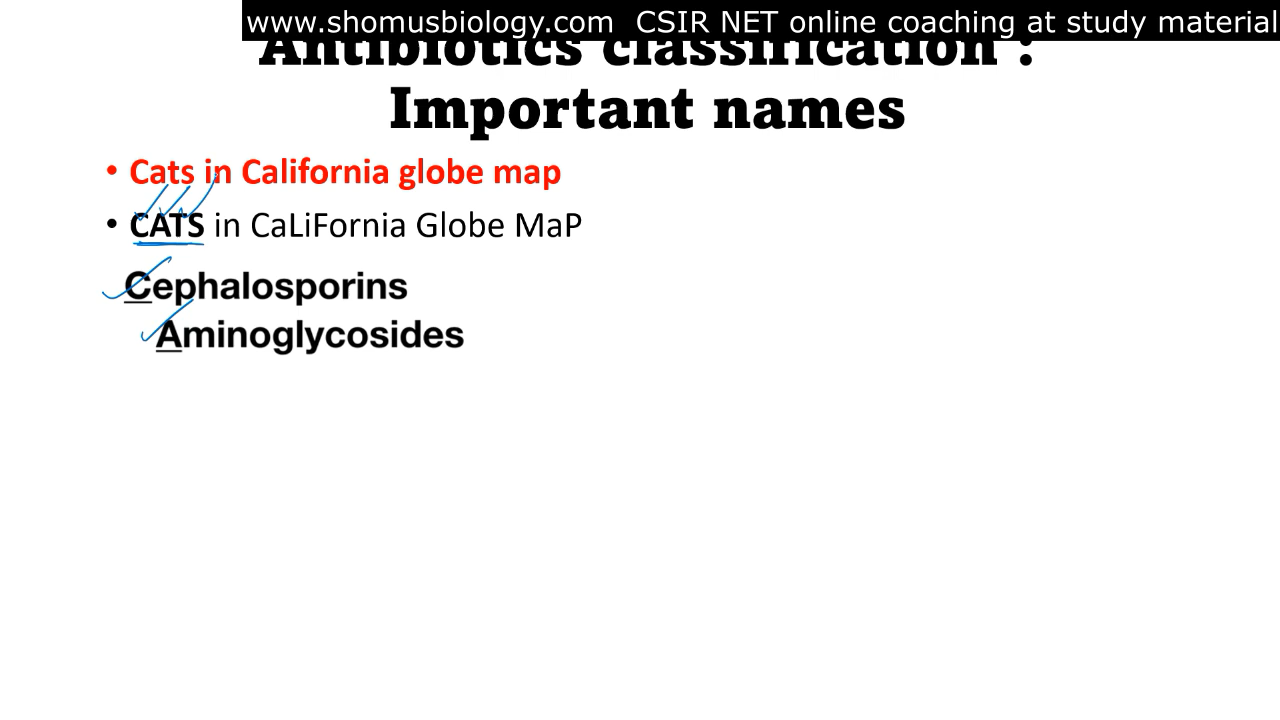 www.shomusbiology.com CSIR NET online coaching at study material
Antibiotics classification :
Important names
• Cats in California globe map
• CATS in CaLiFornia Globe MaP
Cephalosporins
Aminoglycosides